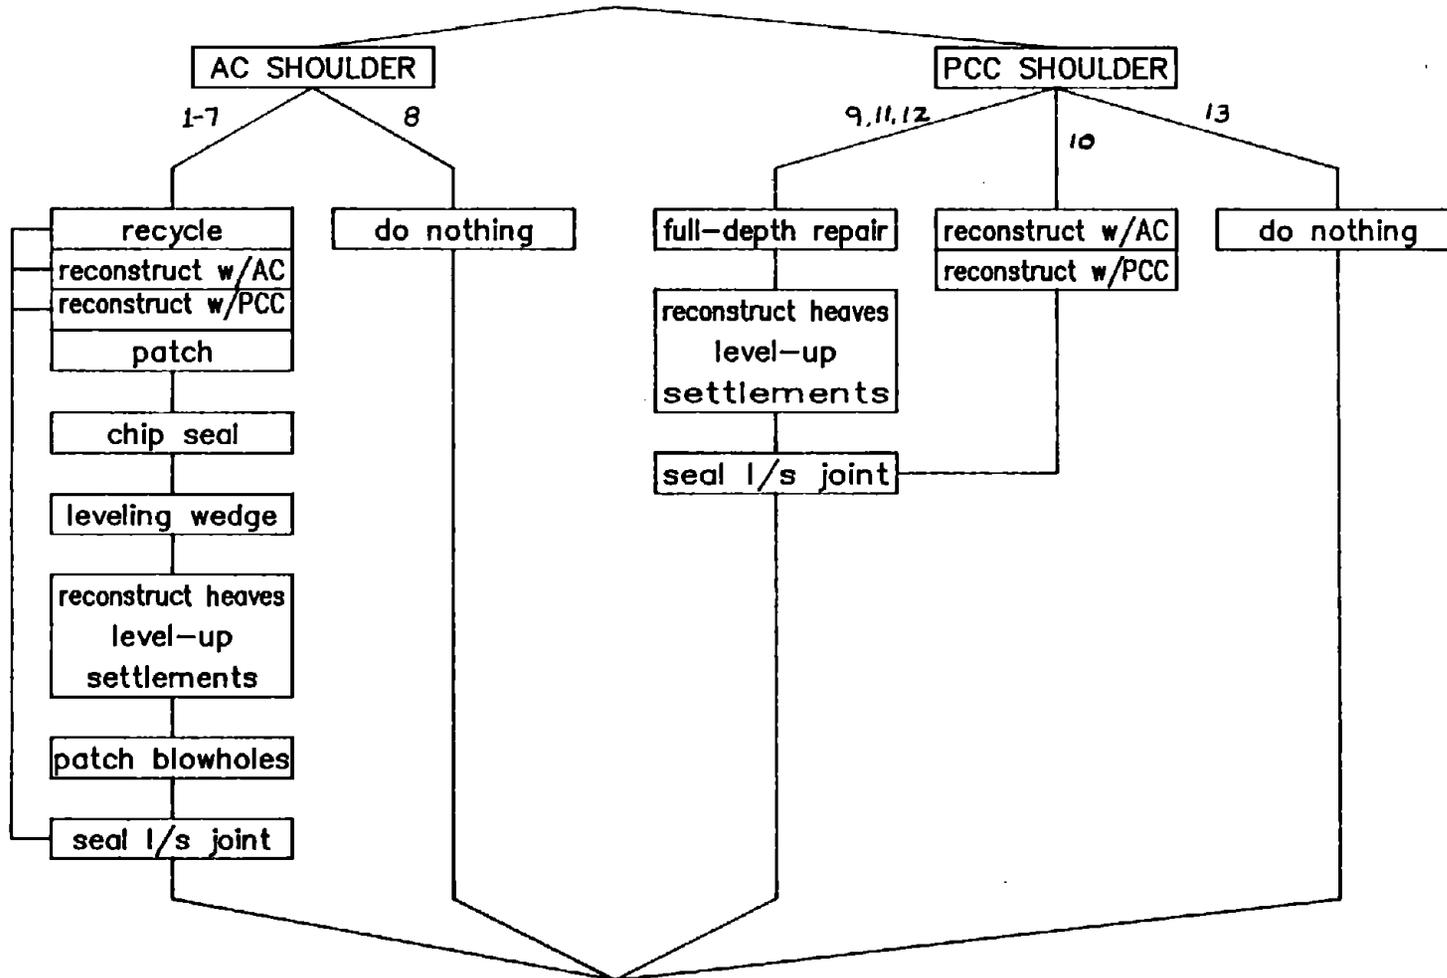 AC SHOULDER
PCC SHOULDER
1-7
8
9,11,12
10
13
recycle
reconstruct w/AC
reconstruct w/PCC
patch
chip seal
leveling wedge
reconstruct heaves
level-up
settlements
patch blowholes
seal l/s joint
do nothing
full-depth repair
reconstruct heaves
level-up
settlements
seal l/s joint
reconstruct w/AC
reconstruct w/PCC
do nothing